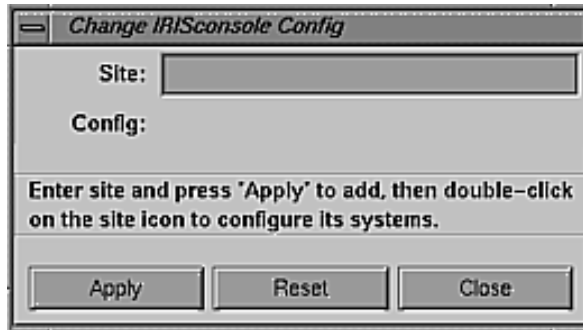 Change IRISconsole Config
Site:
Config:
Enter site and press "Apply" to add, then double-click
on the site icon to configure its systems.
Apply Reset Close